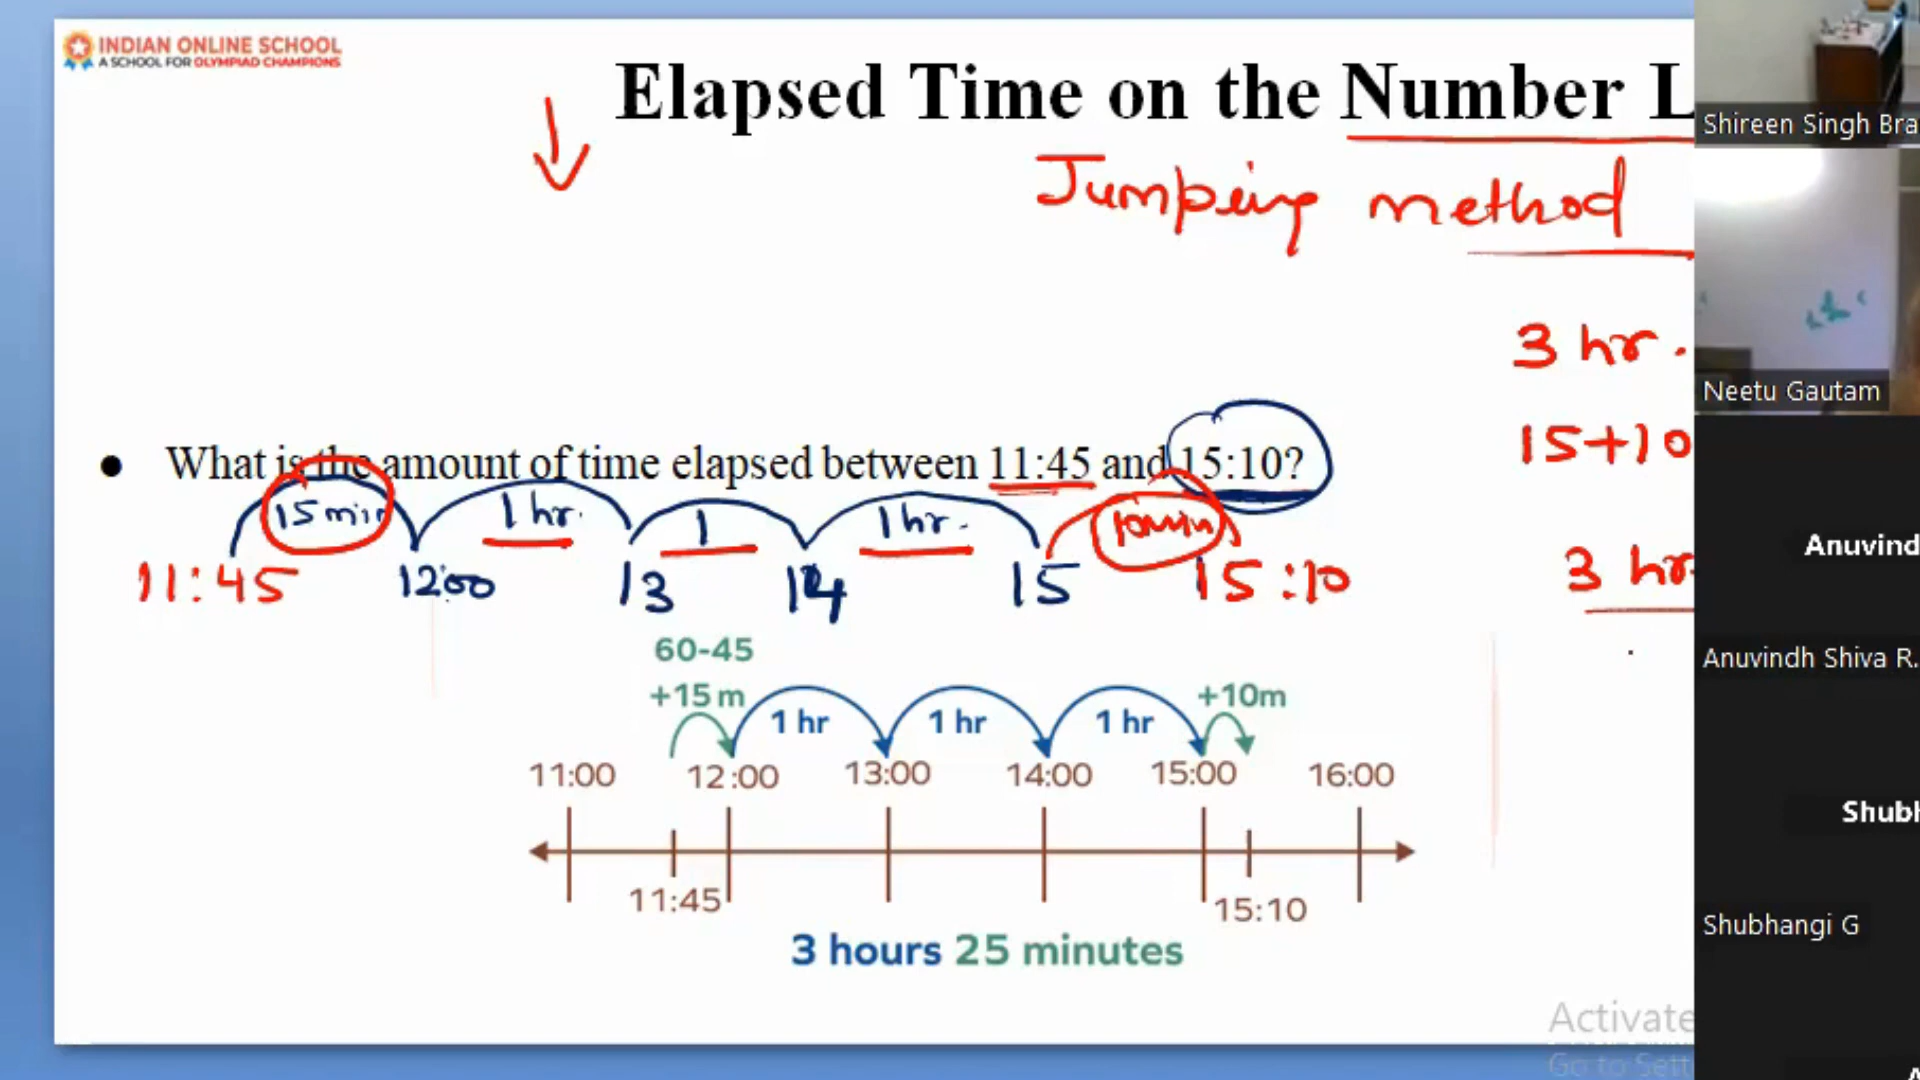 INDIAN ONLINE SCHOOL
A SCHOOL FOR OLYMPIAD CHAMPIONS
Elapsed Time on the Number L
Jumping method
3 hr.
15+10
3 hr
What is the amount of time elapsed between 11:45 and 15:10?
15 min 1 hr. 1 1 hr. 10min
11:45 12:00 13 14 15 15:10
60-45
+15 m 1 hr 1 hr 1 hr +10m
11:00 12:00 13:00 14:00 15:00 16:00
11:45 15:10
3 hours 25 minutes
Activate
Go to Sett
Shireen Singh Bra
Neetu Gautam
Anuvind
Anuvindh Shiva R.
Shubh
Shubhangi G